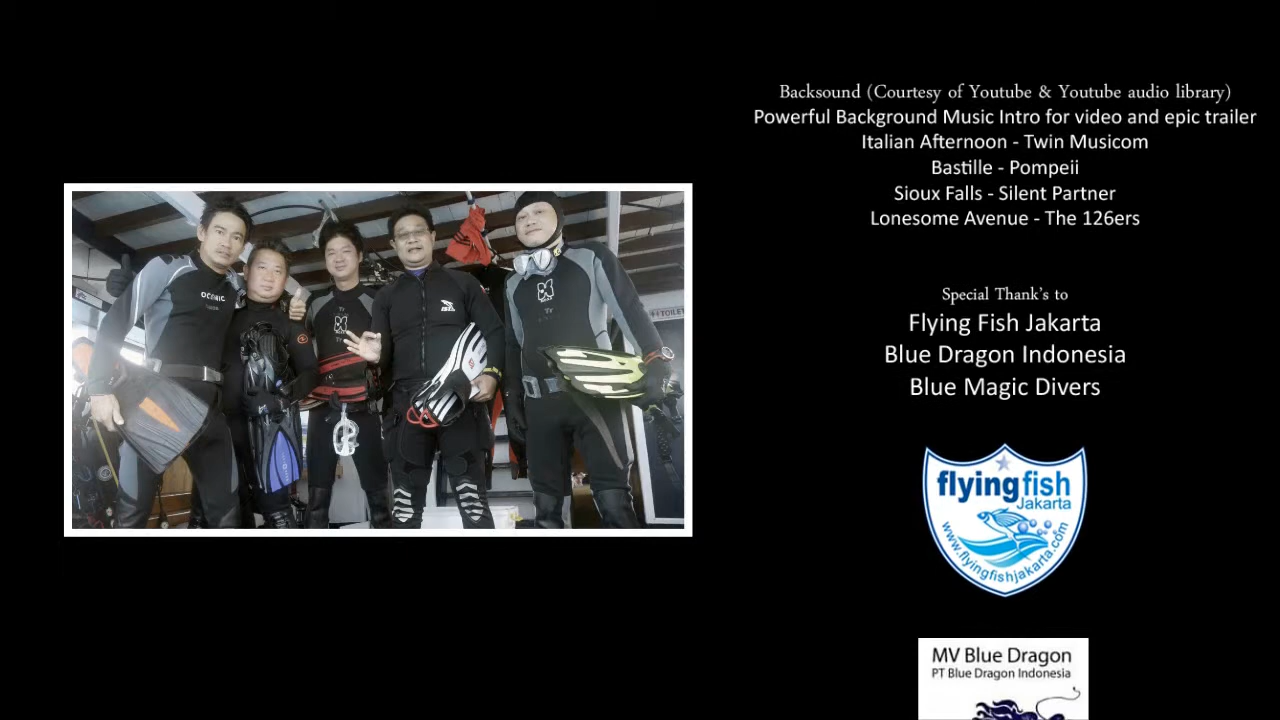 Backsound (Courtesy of Youtube & Youtube audio library)
Powerful Background Music Intro for video and epic trailer
Italian Afternoon - Twin Musicom
Bastille - Pompeii
Sioux Falls - Silent Partner
Lonesome Avenue - The 126ers
Special Thank's to
Flying Fish Jakarta
Blue Dragon Indonesia
Blue Magic Divers
flyingfish
Jakarta
www.flyingfishjakarta.com
MV Blue Dragon
PT Blue Dragon Indonesia
OCEANIC
TOILET